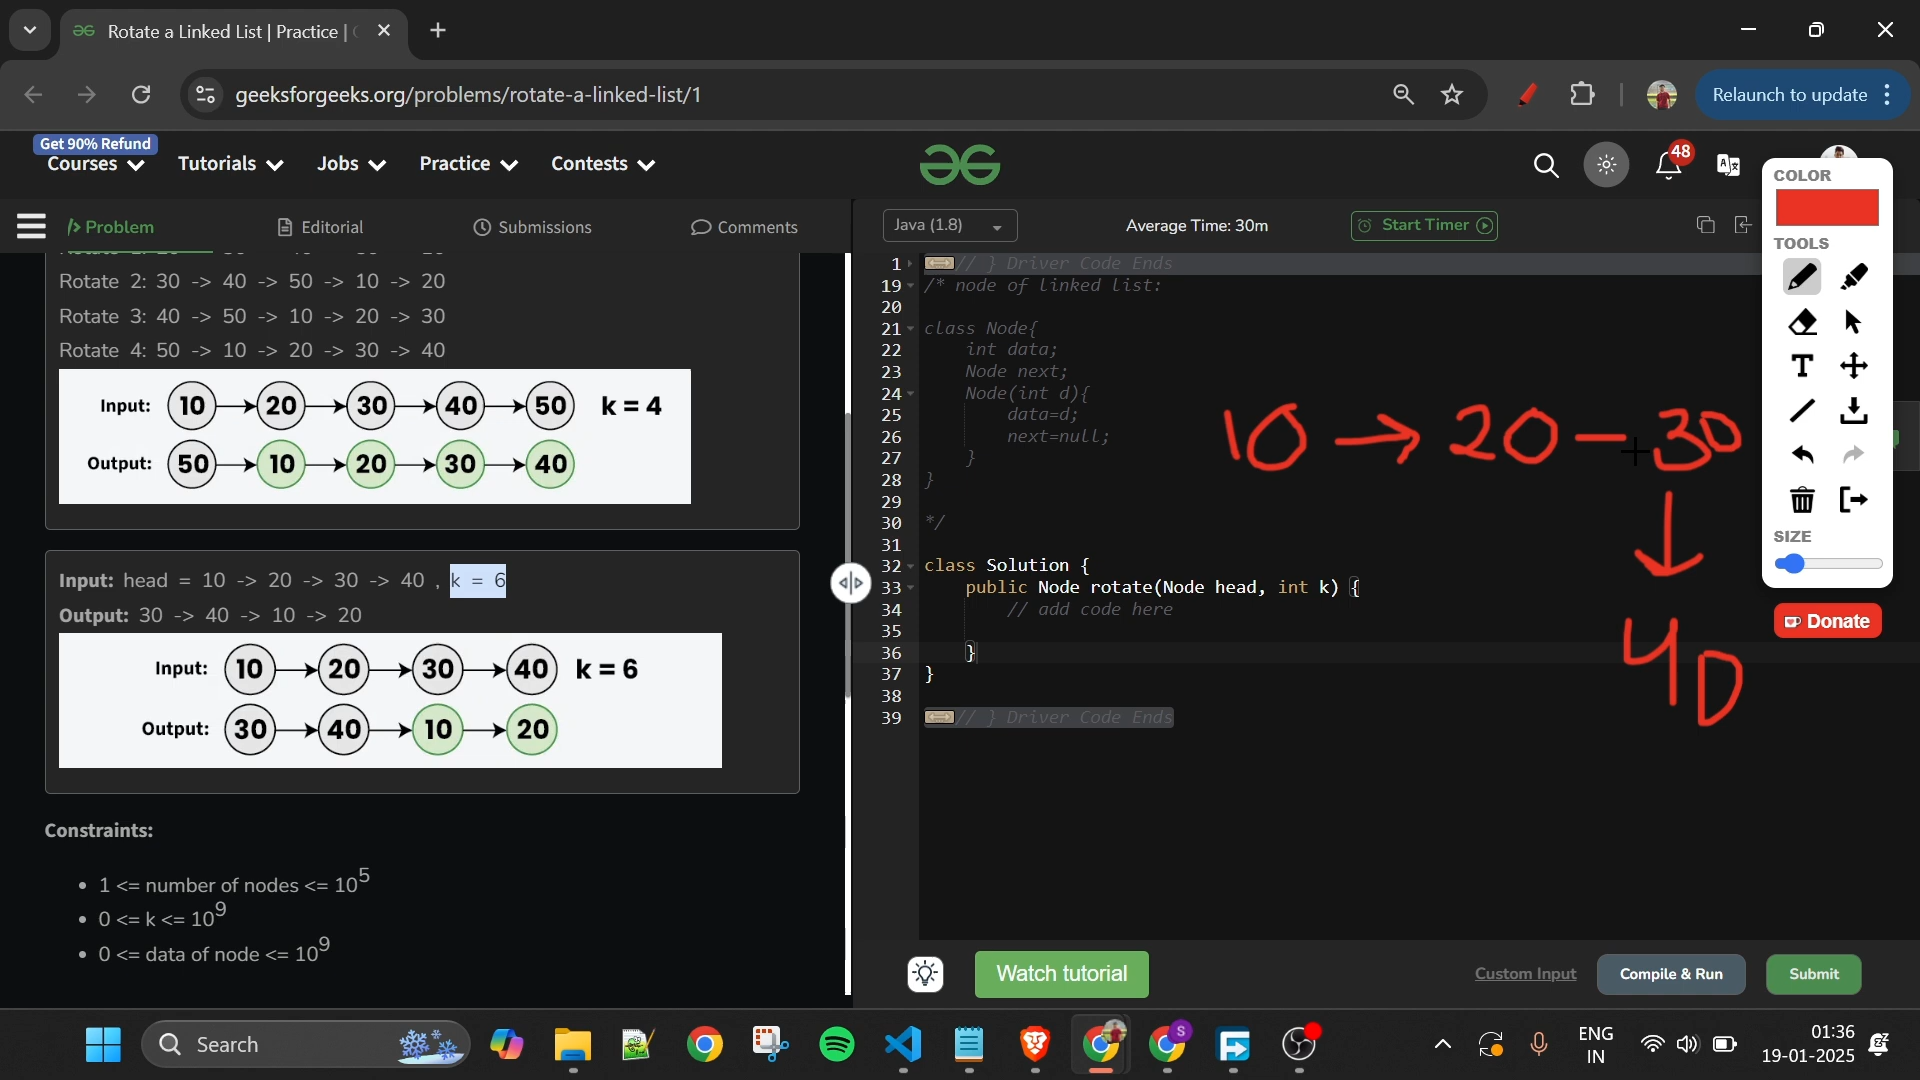 Rotate a Linked List | Practice |
geeksforgeeks.org/problems/rotate-a-linked-list/1
Relaunch to update
Get 90% Refund
Courses
Tutorials
Jobs
Practice
Contests
48
COLOR
TOOLS
T
SIZE
Donate
Problem
Editorial
Submissions
Comments
Java (1.8)
Average Time: 30m
Start Timer
Rotate 2: 30 -> 40 -> 50 -> 10 -> 20
Rotate 3: 40 -> 50 -> 10 -> 20 -> 30
Rotate 4: 50 -> 10 -> 20 -> 30 -> 40
Input: 10 20 30 40 50 k = 4
Output: 50 10 20 30 40
Input: head = 10 -> 20 -> 30 -> 40 , k = 6
Output: 30 -> 40 -> 10 -> 20
Input: 10 20 30 40 k = 6
Output: 30 40 10 20
Constraints:
• 1 <= number of nodes <= 10^5
• 0 <= k <= 10^9
• 0 <= data of node <= 10^9
1 // } Driver Code Ends
19 /* node of linked list:
20
21 class Node{
22 int data;
23 Node next;
24 Node(int d){
25 data=d;
26 next=null;
27 }
28 }
29
30 */
31
32 class Solution {
33 public Node rotate(Node head, int k) {
34 // add code here
35
36 }
37 }
38
39 // } Driver Code Ends
10 → 20 - 30
↓
40
Watch tutorial
Custom Input
Compile & Run
Submit
Search
S
ENG
IN
01:36
19-01-2025